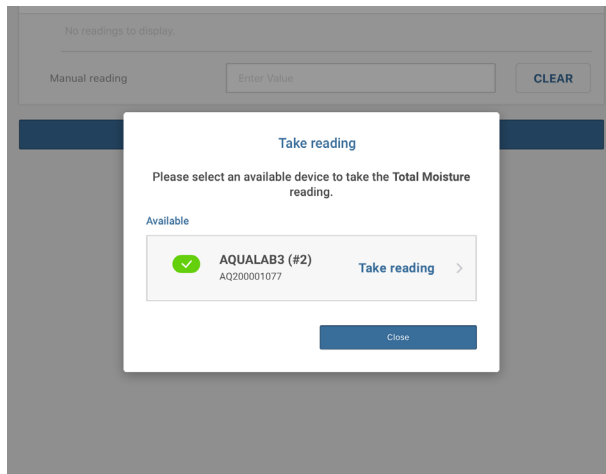 No readings to display.
Manual reading
Enter Value
CLEAR
Take reading
Please select an available device to take the Total Moisture
reading.
Available
AQUALAB3 (#2)
AQ200001077
Take reading
Close